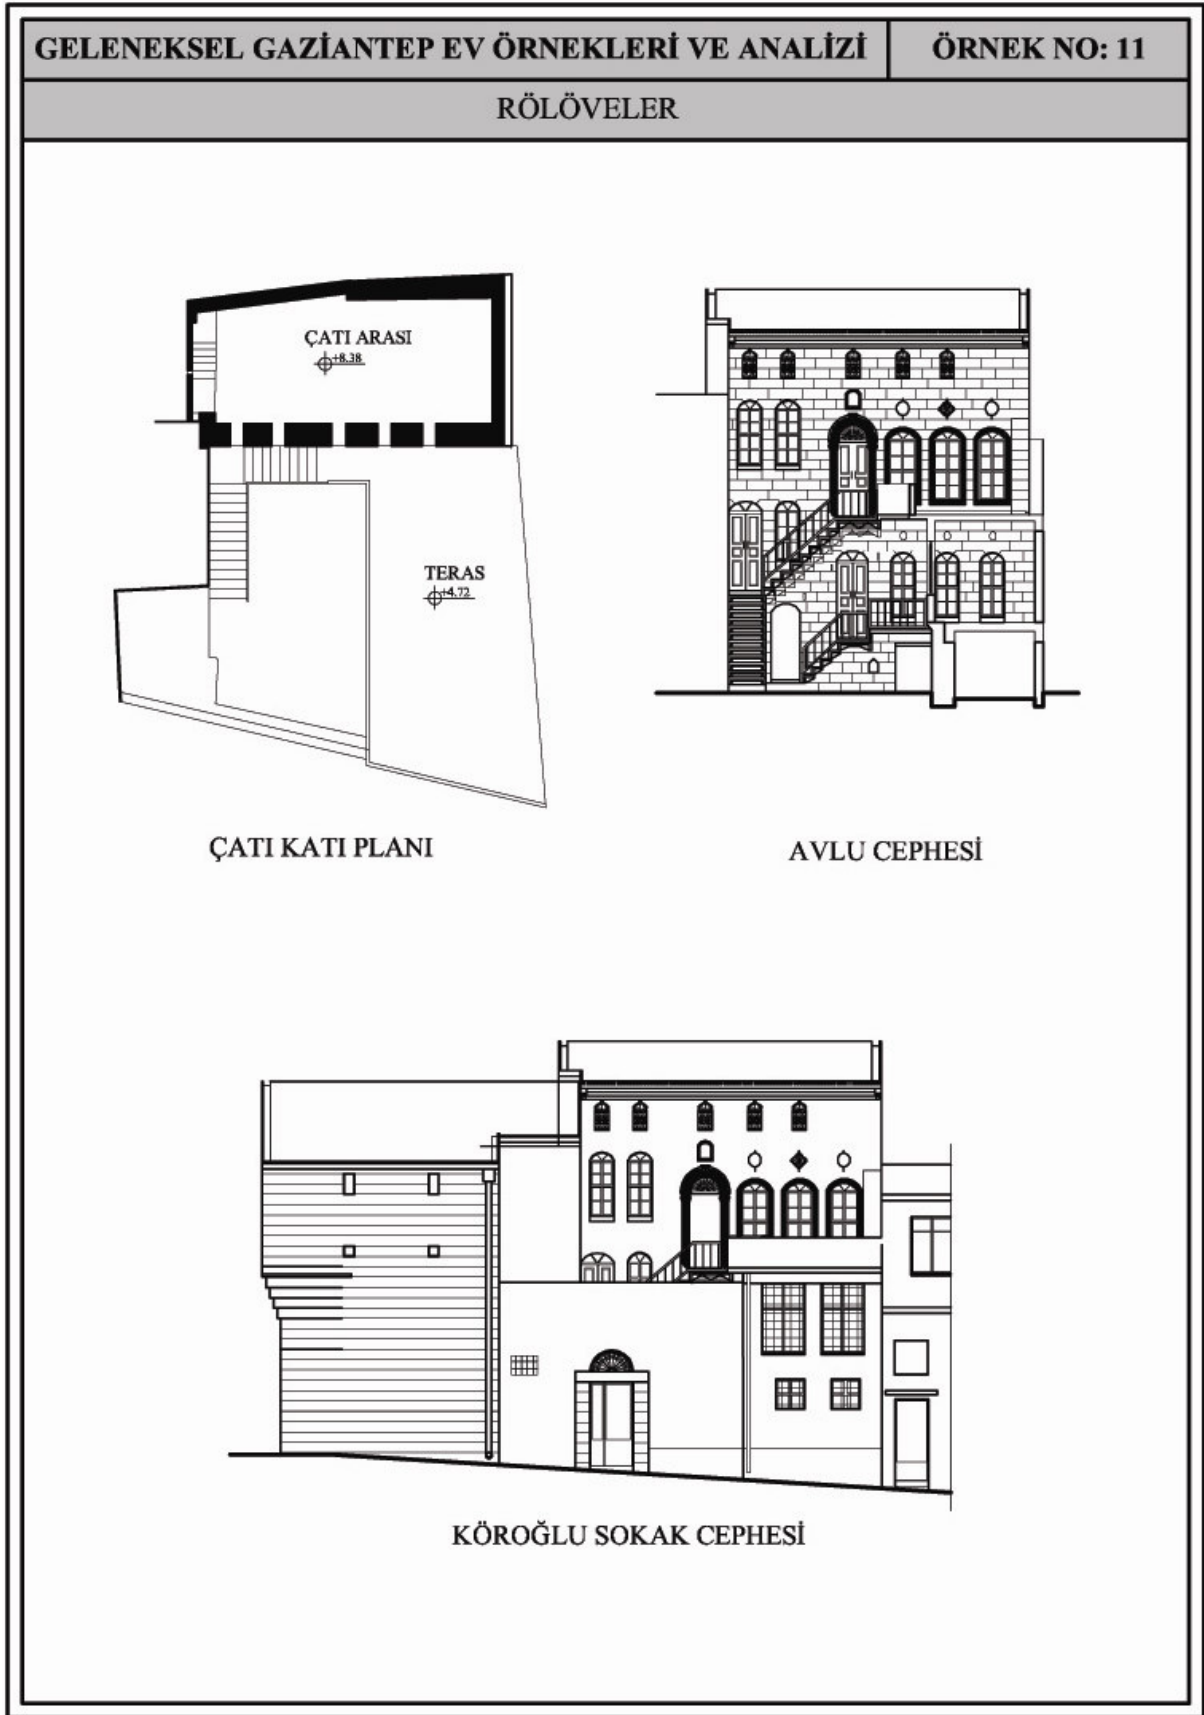 GELENEKSEL GAZİANTEP EV ÖRNEKLERİ VE ANALİZİ
ÖRNEK NO: 11
RÖLÖVELER
ÇATI ARASI
+8.38
TERAS
+4.72
ÇATI KATI PLANI
AVLU CEPHESİ
KÖROĞLU SOKAK CEPHESİ